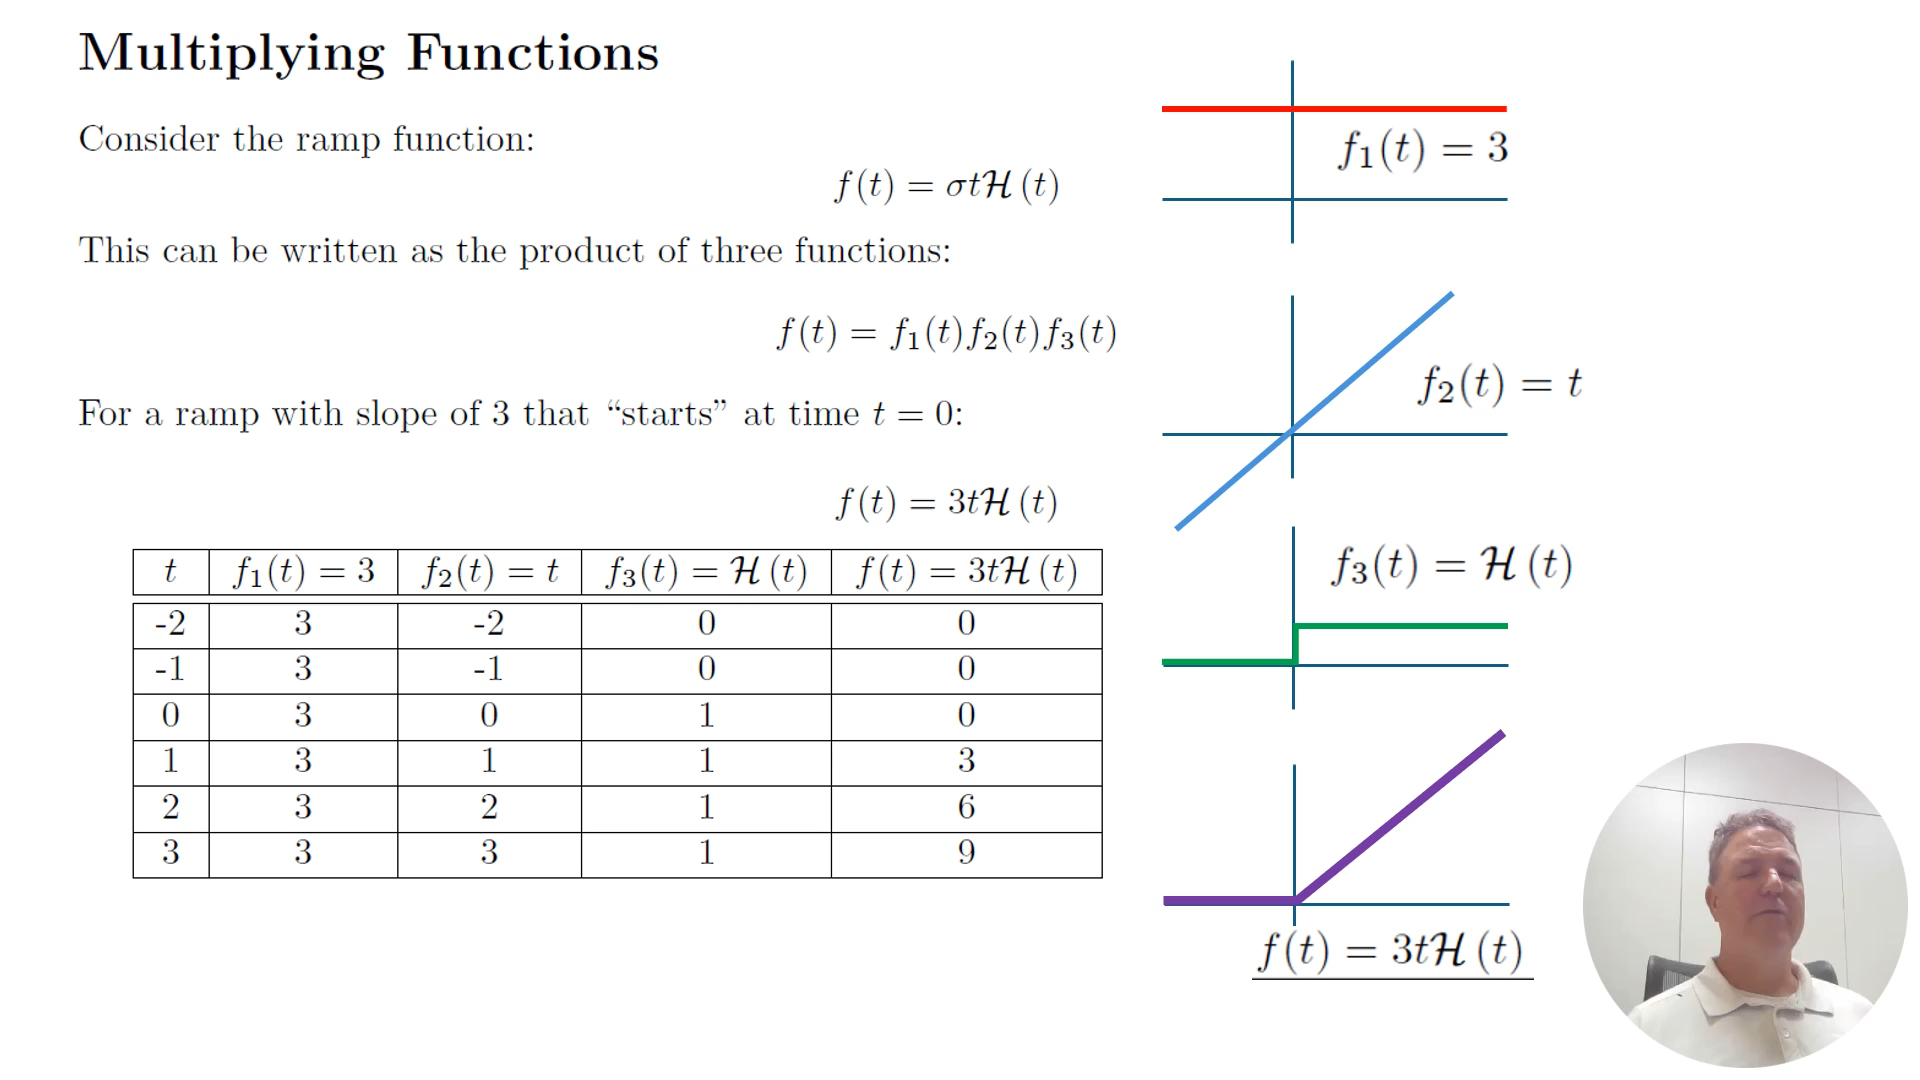 Multiplying Functions
Consider the ramp function:
f(t) = σtℋ(t)
This can be written as the product of three functions:
f(t) = f₁(t)f₂(t)f₃(t)
For a ramp with slope of 3 that “starts” at time t = 0:
f(t) = 3tℋ(t)
t f₁(t) = 3 f₂(t) = t f₃(t) = ℋ(t) f(t) = 3tℋ(t)
-2 3 -2 0 0
-1 3 -1 0 0
0 3 0 1 0
1 3 1 1 3
2 3 2 1 6
3 3 3 1 9
f₁(t) = 3
f₂(t) = t
f₃(t) = ℋ(t)
f(t) = 3tℋ(t)